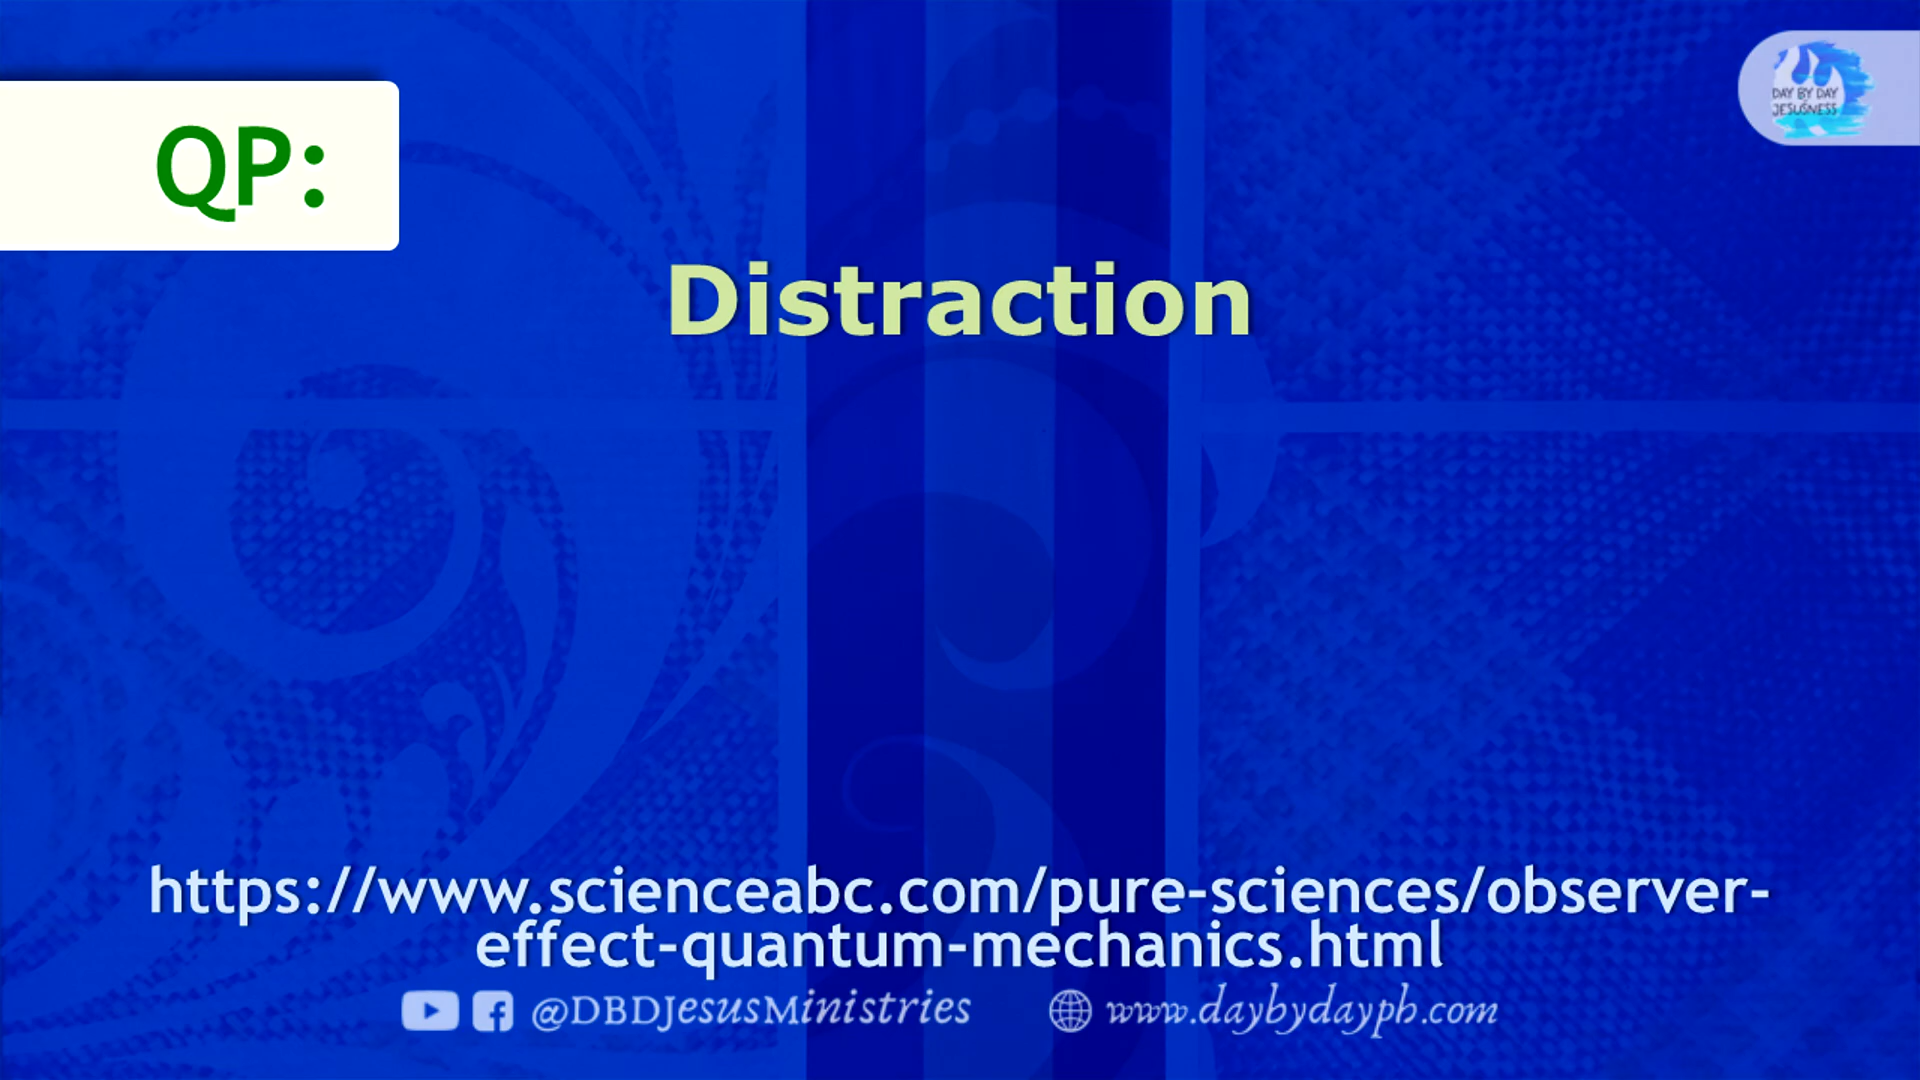 QP:
DAY BY DAY
JESUSNESS
Distraction
https://www.scienceabc.com/pure-sciences/observer-
effect-quantum-mechanics.html
@DBDJesusMinistries www.daybydayph.com